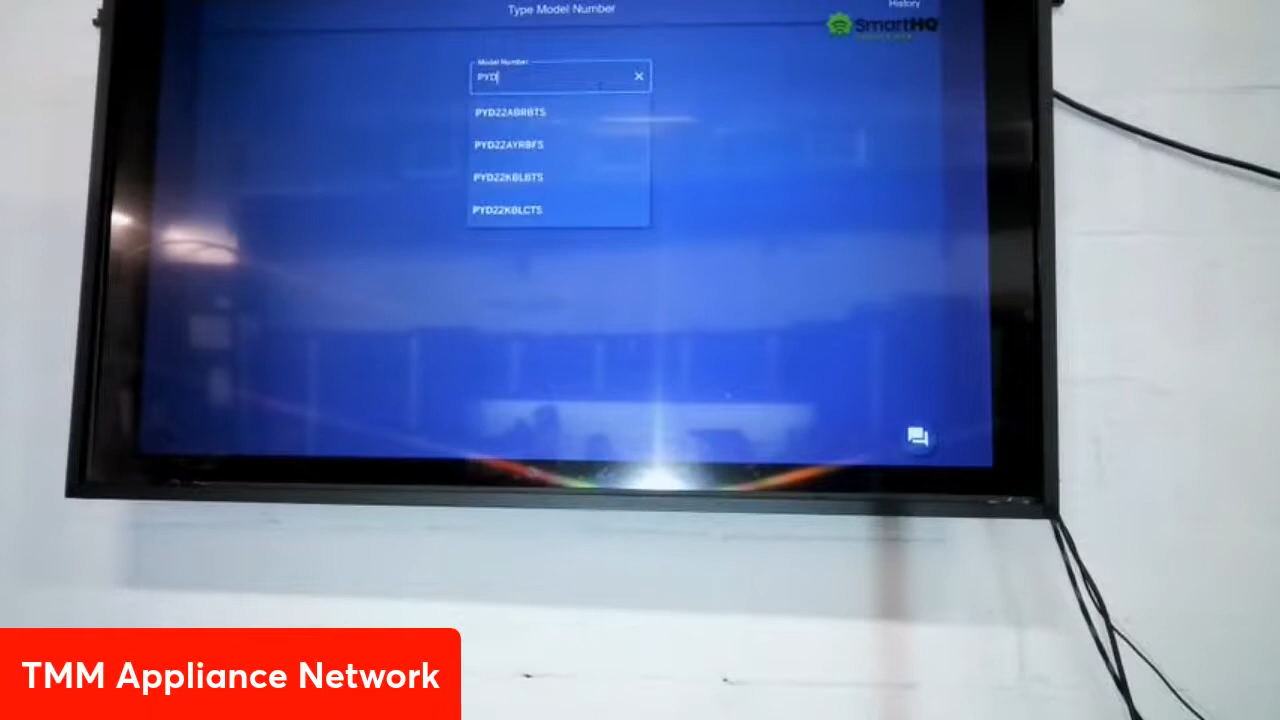 Type Model Number
History
SmartHQ
Model Number
PYD
PYD22ABRBTS
PYD22AYRBFS
PYD22KBLBTS
PYD22KBLCTS
TMM Appliance Network